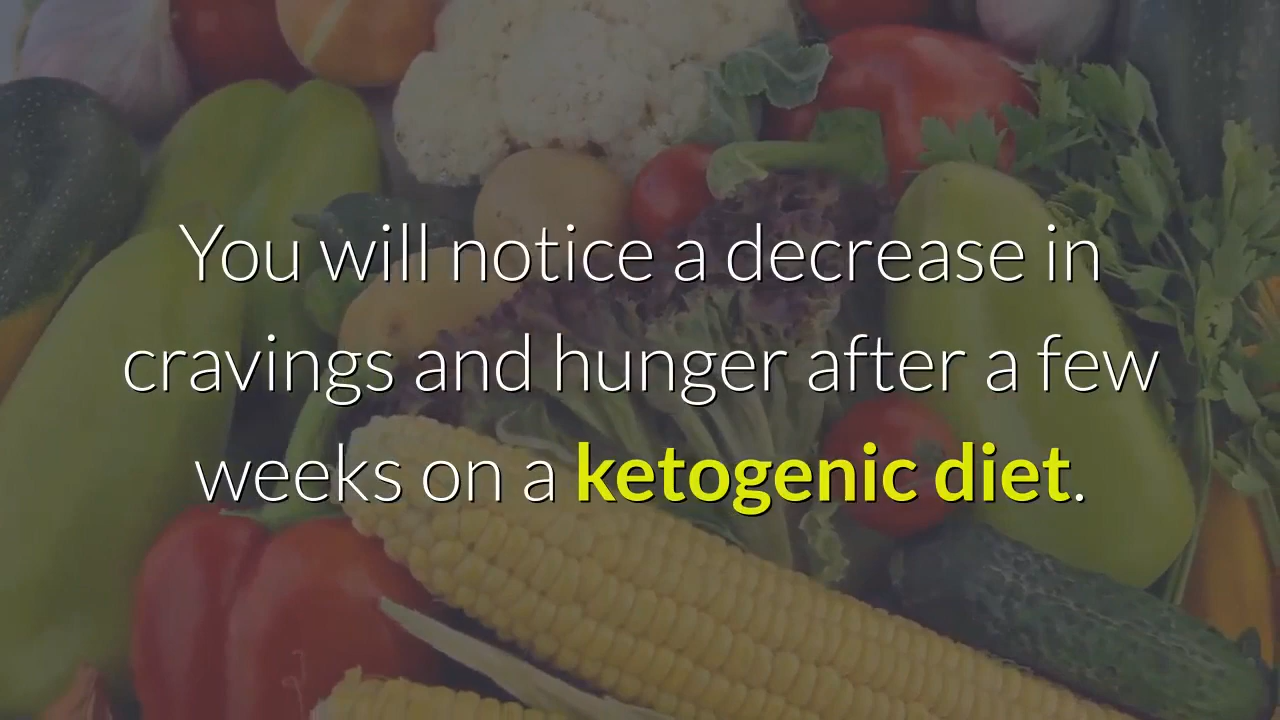 You will notice a decrease in
cravings and hunger after a few
weeks on a ketogenic diet.